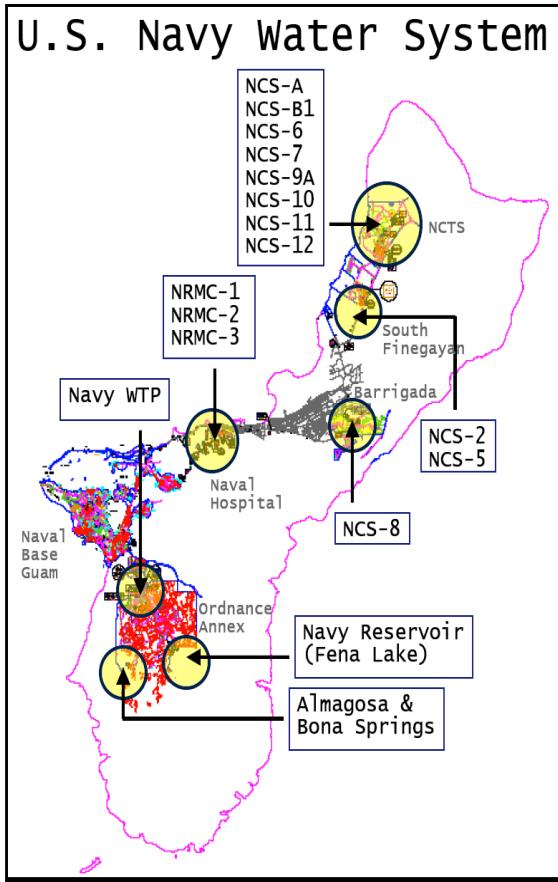 U.S. Navy Water System
NCS-A
NCS-B1
NCS-6
NCS-7
NCS-9A
NCS-10
NCS-11
NCS-12
NCTS
NRMC-1
NRMC-2
NRMC-3
South
Finegayan
Navy WTP
Barrigada
NCS-2
NCS-5
Naval
Hospital
NCS-8
Naval
Base
Guam
Ordnance
Annex
Navy Reservoir
(Fena Lake)
Almagosa &
Bona Springs